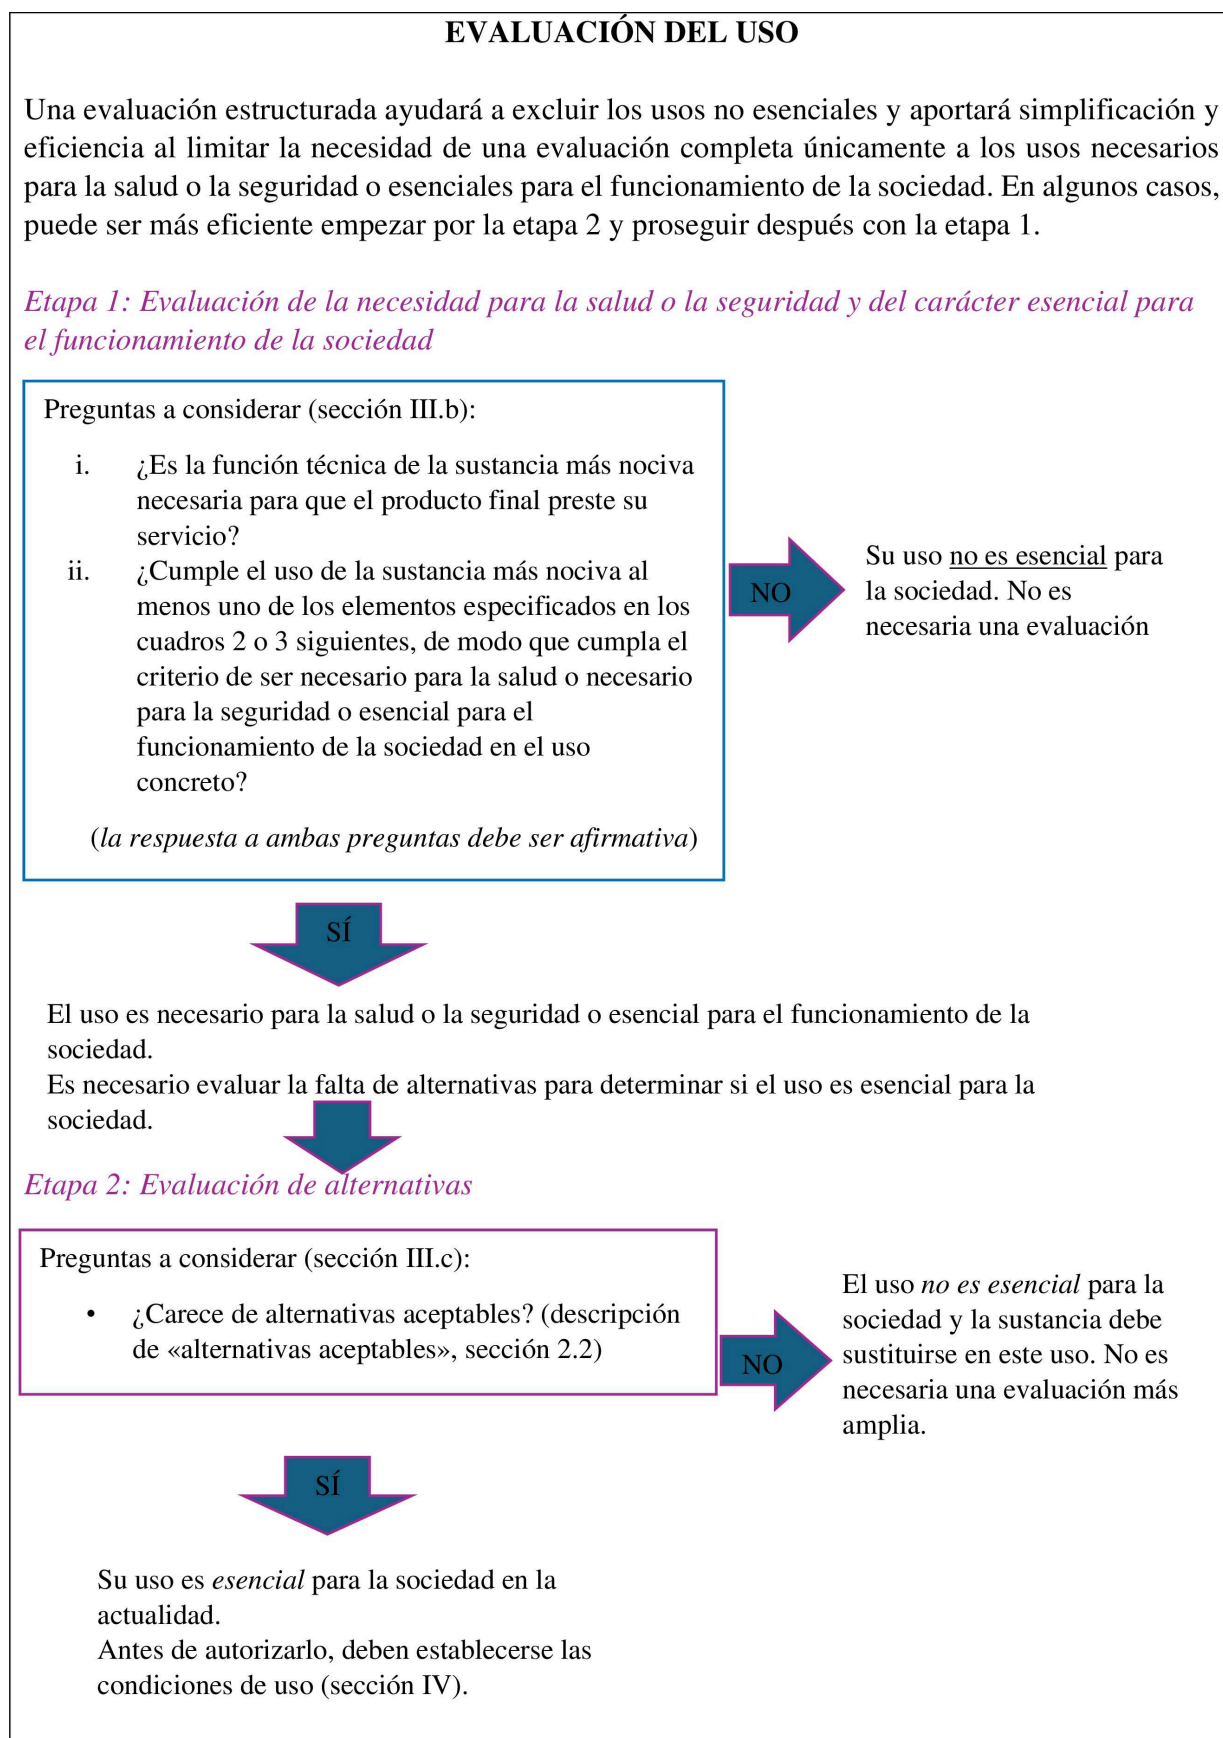 EVALUACIÓN DEL USO
Una evaluación estructurada ayudará a excluir los usos no esenciales y aportará simplificación y
eficiencia al limitar la necesidad de una evaluación completa únicamente a los usos necesarios
para la salud o la seguridad o esenciales para el funcionamiento de la sociedad. En algunos casos,
puede ser más eficiente empezar por la etapa 2 y proseguir después con la etapa 1.
Etapa 1: Evaluación de la necesidad para la salud o la seguridad y del carácter esencial para
el funcionamiento de la sociedad
Preguntas a considerar (sección III.b):
i. ¿Es la función técnica de la sustancia más nociva
necesaria para que el producto final preste su
servicio?
ii. ¿Cumple el uso de la sustancia más nociva al
menos uno de los elementos especificados en los
cuadros 2 o 3 siguientes, de modo que cumpla el
criterio de ser necesario para la salud o necesario
para la seguridad o esencial para el
funcionamiento de la sociedad en el uso
concreto?
(la respuesta a ambas preguntas debe ser afirmativa)
NO
Su uso no es esencial para
la sociedad. No es
necesaria una evaluación
SÍ
El uso es necesario para la salud o la seguridad o esencial para el funcionamiento de la
sociedad.
Es necesario evaluar la falta de alternativas para determinar si el uso es esencial para la
sociedad.
Etapa 2: Evaluación de alternativas
Preguntas a considerar (sección III.c):
• ¿Carece de alternativas aceptables? (descripción
de «alternativas aceptables», sección 2.2)
NO
El uso no es esencial para la
sociedad y la sustancia debe
sustituirse en este uso. No es
necesaria una evaluación más
amplia.
SÍ
Su uso es esencial para la sociedad en la
actualidad.
Antes de autorizarlo, deben establecerse las
condiciones de uso (sección IV).